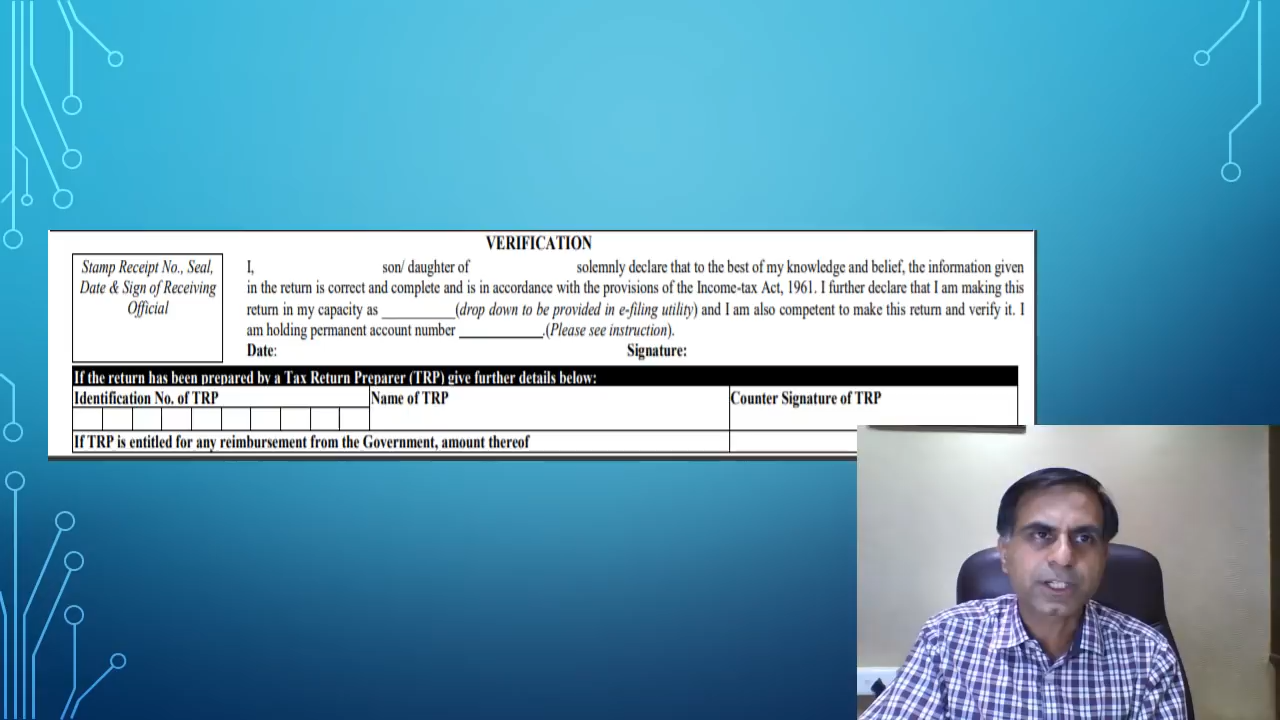 VERIFICATION
Stamp Receipt No., Seal,
Date & Sign of Receiving
Official
I, son/ daughter of solemnly declare that to the best of my knowledge and belief, the information given
in the return is correct and complete and is in accordance with the provisions of the Income-tax Act, 1961. I further declare that I am making this
return in my capacity as __________(drop down to be provided in e-filing utility) and I am also competent to make this return and verify it. I
am holding permanent account number ___________.(Please see instruction).
Date: Signature:
If the return has been prepared by a Tax Return Preparer (TRP) give further details below:
Identification No. of TRP Name of TRP Counter Signature of TRP
If TRP is entitled for any reimbursement from the Government, amount thereof